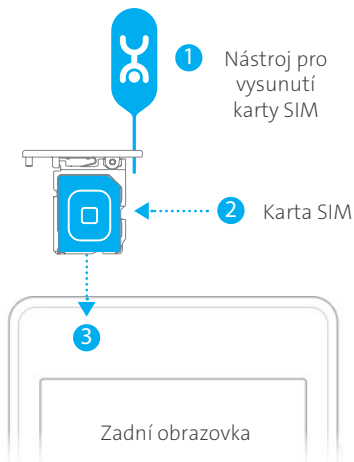 1 Nástroj pro
vysunutí
karty SIM
2 Karta SIM
3
Zadní obrazovka